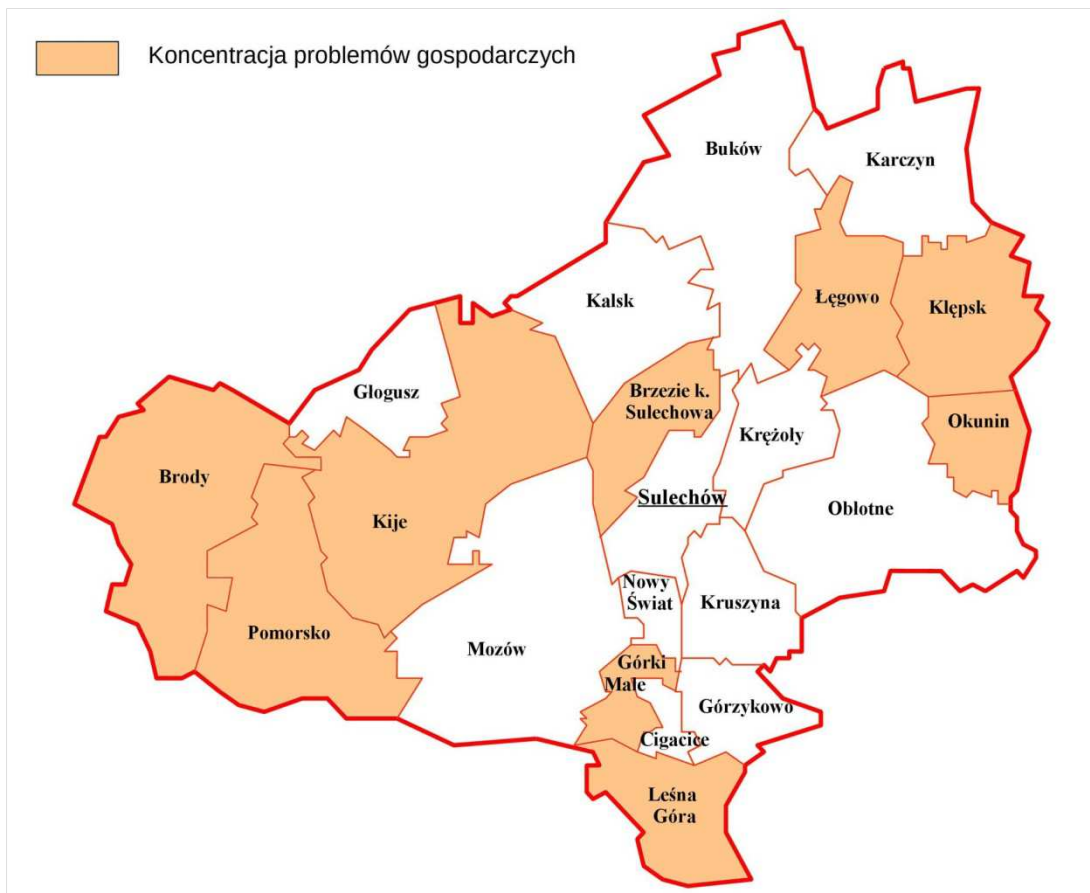 Koncentracja problemów gospodarczych
Buków
Karczyn
Kalsk
Łęgowo
Klępsk
Głogusz
Brzezie k.
Sulechowa
Okunin
Krężoły
Brody
Sulechów
Obłotne
Kije
Nowy
Świat
Kruszyna
Pomorsko
Mozów
Górki
Małe
Górzykowo
Cigacice
Leśna
Góra